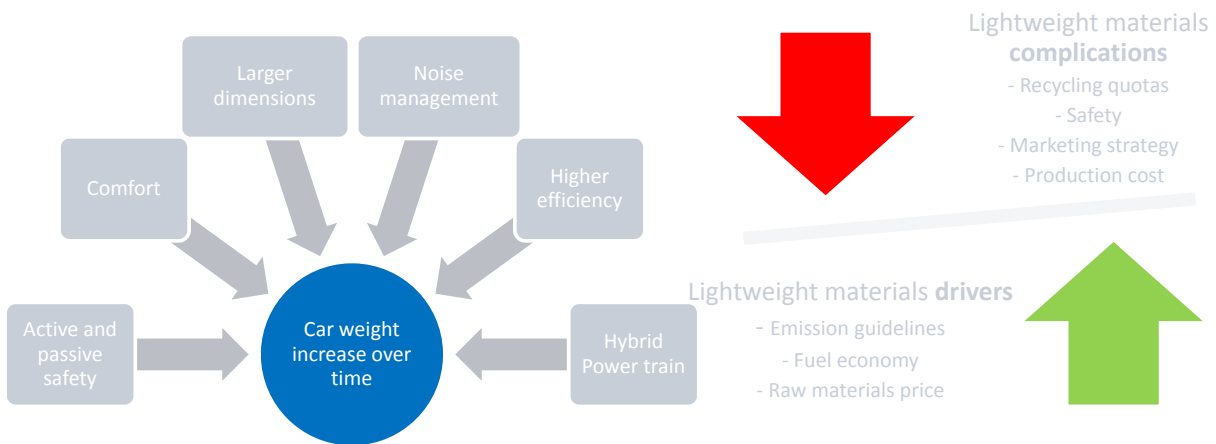 Larger
dimensions
Noise
management
Comfort
Higher
efficiency
Active and
passive
safety
Car weight
increase over
time
Hybrid
Power train
Lightweight materials
complications
- Recycling quotas
- Safety
- Marketing strategy
- Production cost
Lightweight materials drivers
- Emission guidelines
- Fuel economy
- Raw materials price